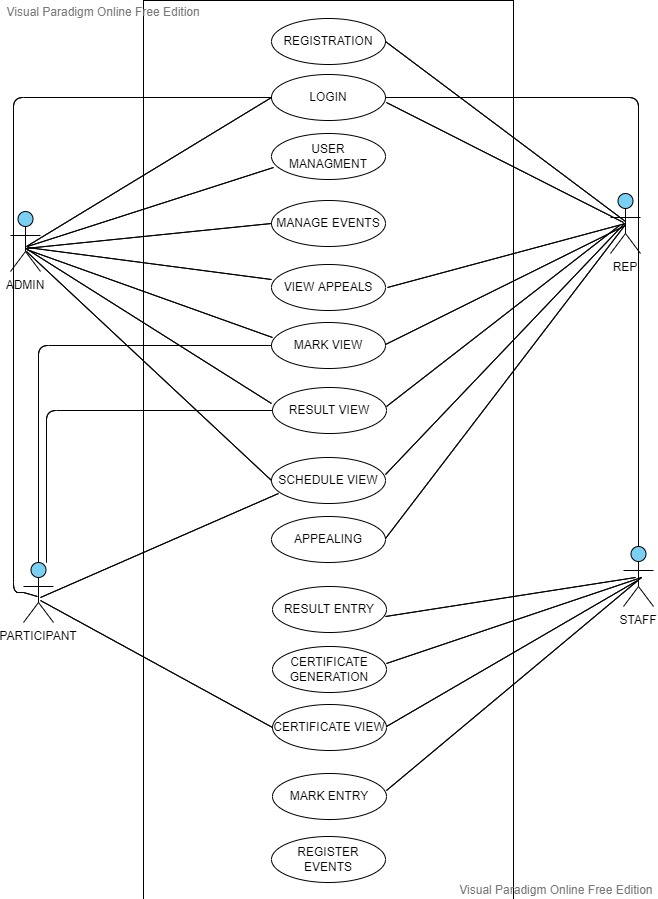 Visual Paradigm Online Free Edition
REGISTRATION
LOGIN
USER
MANAGMENT
MANAGE EVENTS
VIEW APPEALS
ADMIN
REP
MARK VIEW
RESULT VIEW
SCHEDULE VIEW
APPEALING
RESULT ENTRY
PARTICIPANT
STAFF
CERTIFICATE
GENERATION
CERTIFICATE VIEW
MARK ENTRY
REGISTER
EVENTS
Visual Paradigm Online Free Edition